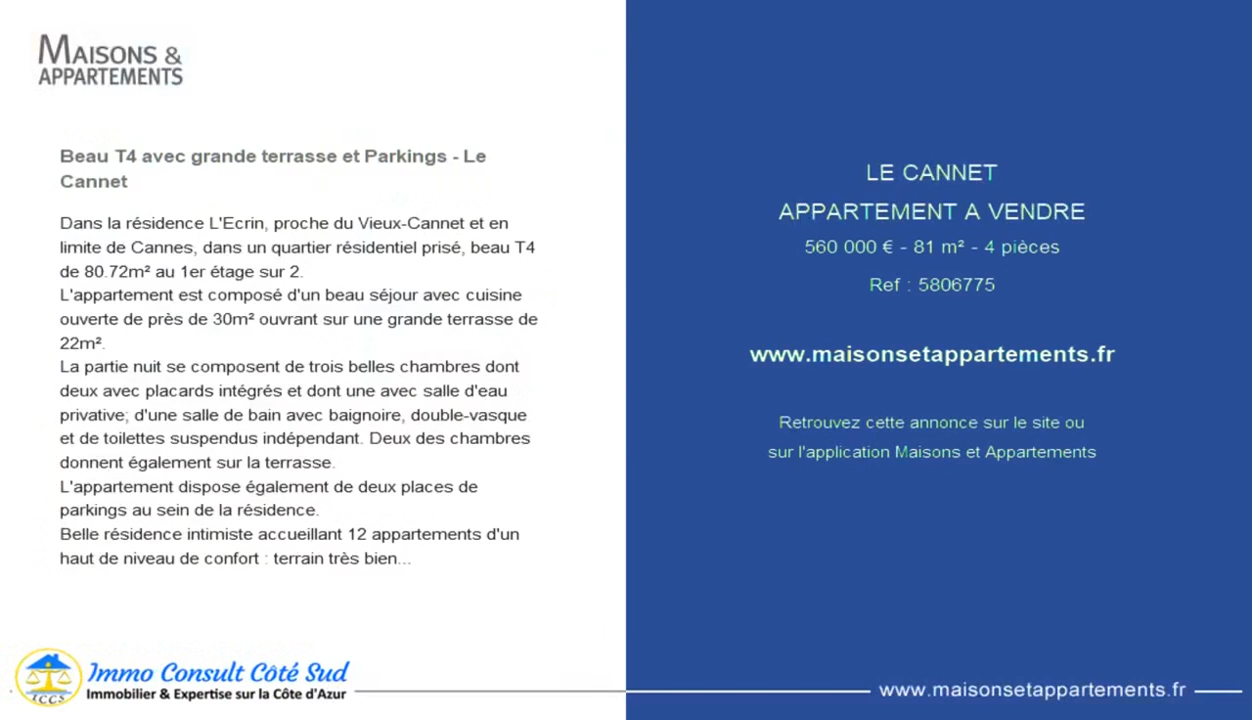 MAISONS &
APPARTEMENTS
Beau T4 avec grande terrasse et Parkings - Le
Cannet
Dans la résidence L'Ecrin, proche du Vieux-Cannet et en
limite de Cannes, dans un quartier résidentiel prisé, beau T4
de 80.72m² au 1er étage sur 2.
L'appartement est composé d'un beau séjour avec cuisine
ouverte de près de 30m² ouvrant sur une grande terrasse de
22m².
La partie nuit se composent de trois belles chambres dont
deux avec placards intégrés et dont une avec salle d'eau
privative; d'une salle de bain avec baignoire, double-vasque
et de toilettes suspendus indépendant. Deux des chambres
donnent également sur la terrasse.
L'appartement dispose également de deux places de
parkings au sein de la résidence.
Belle résidence intimiste accueillant 12 appartements d'un
haut de niveau de confort : terrain très bien...
LE CANNET
APPARTEMENT A VENDRE
560 000 € - 81 m² - 4 pièces
Ref : 5806775
www.maisonsetappartements.fr
Retrouvez cette annonce sur le site ou
sur l'application Maisons et Appartements
ICCS
Immo Consult Côté Sud
Immobilier & Expertise sur la Côte d'Azur
www.maisonsetappartements.fr